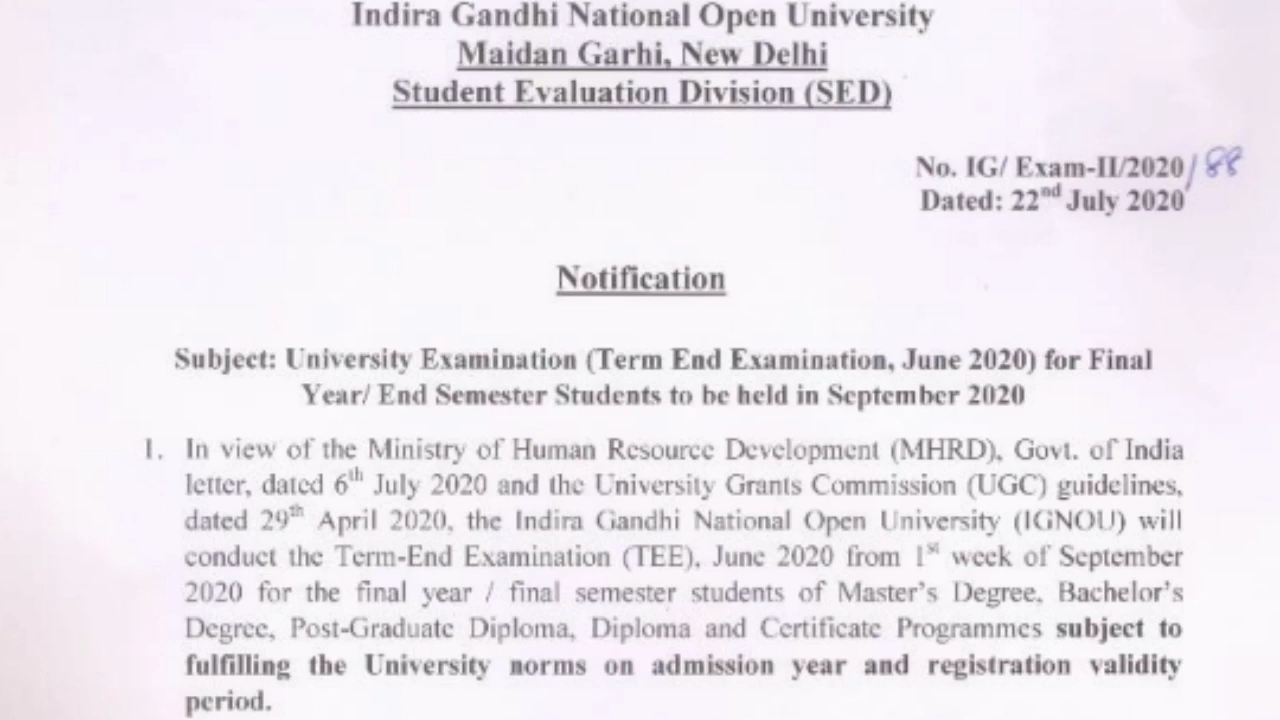 Indira Gandhi National Open University
Maidan Garhi, New Delhi
Student Evaluation Division (SED)
No. IG/ Exam-II/2020/88
Dated: 22nd July 2020
Notification
Subject: University Examination (Term End Examination, June 2020) for Final
Year/ End Semester Students to be held in September 2020
1. In view of the Ministry of Human Resource Development (MHRD), Govt. of India
letter, dated 6th July 2020 and the University Grants Commission (UGC) guidelines,
dated 29th April 2020, the Indira Gandhi National Open University (IGNOU) will
conduct the Term-End Examination (TEE), June 2020 from 1st week of September
2020 for the final year / final semester students of Master's Degree, Bachelor's
Degree, Post-Graduate Diploma, Diploma and Certificate Programmes subject to
fulfilling the University norms on admission year and registration validity
period.